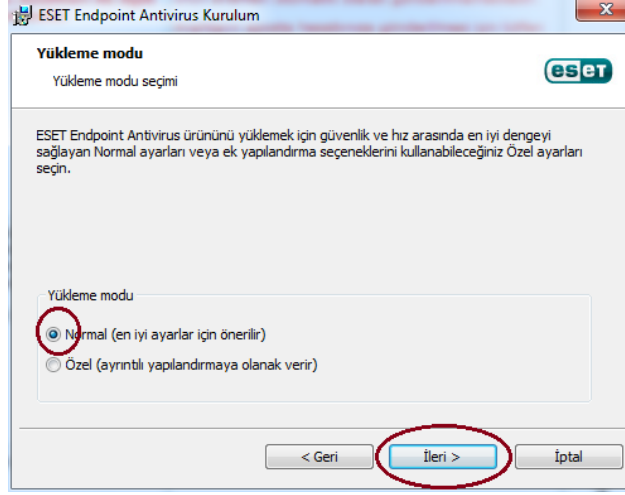 ESET Endpoint Antivirus Kurulum
Yükleme modu
Yükleme modu seçimi
eset
ESET Endpoint Antivirus ürününü yüklemek için güvenlik ve hız arasında en iyi dengeyi
sağlayan Normal ayarları veya ek yapılandırma seçeneklerini kullanabileceğiniz Özel ayarları
seçin.
Yükleme modu
Normal (en iyi ayarlar için önerilir)
Özel (ayrıntılı yapılandırmaya olanak verir)
< Geri
İleri >
İptal